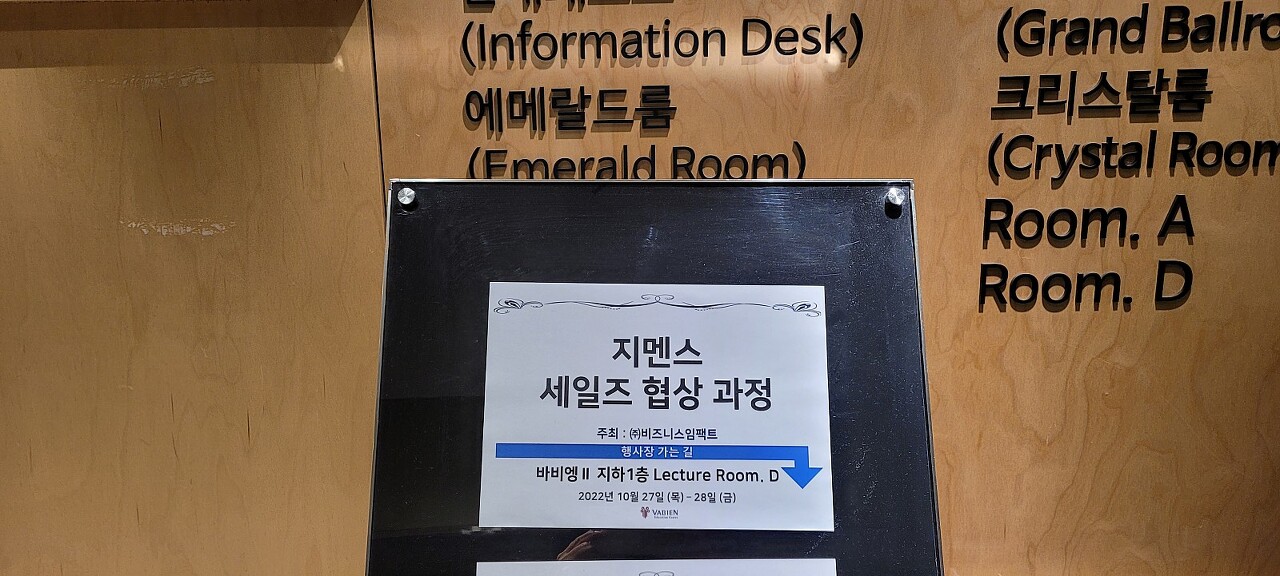 (Information Desk)
에메랄드룸
(Emerald Room)
(Grand
크리스탈룸
(Crystal Room
Room. A
Room. D
지멘스
세일즈 협상 과정
주최 : ㈜비즈니스임팩트
행사장 가는 길
바비엥Ⅱ 지하1층 Lecture Room. D
2022년 10월 27일 (목) – 28일 (금)
VABIEN